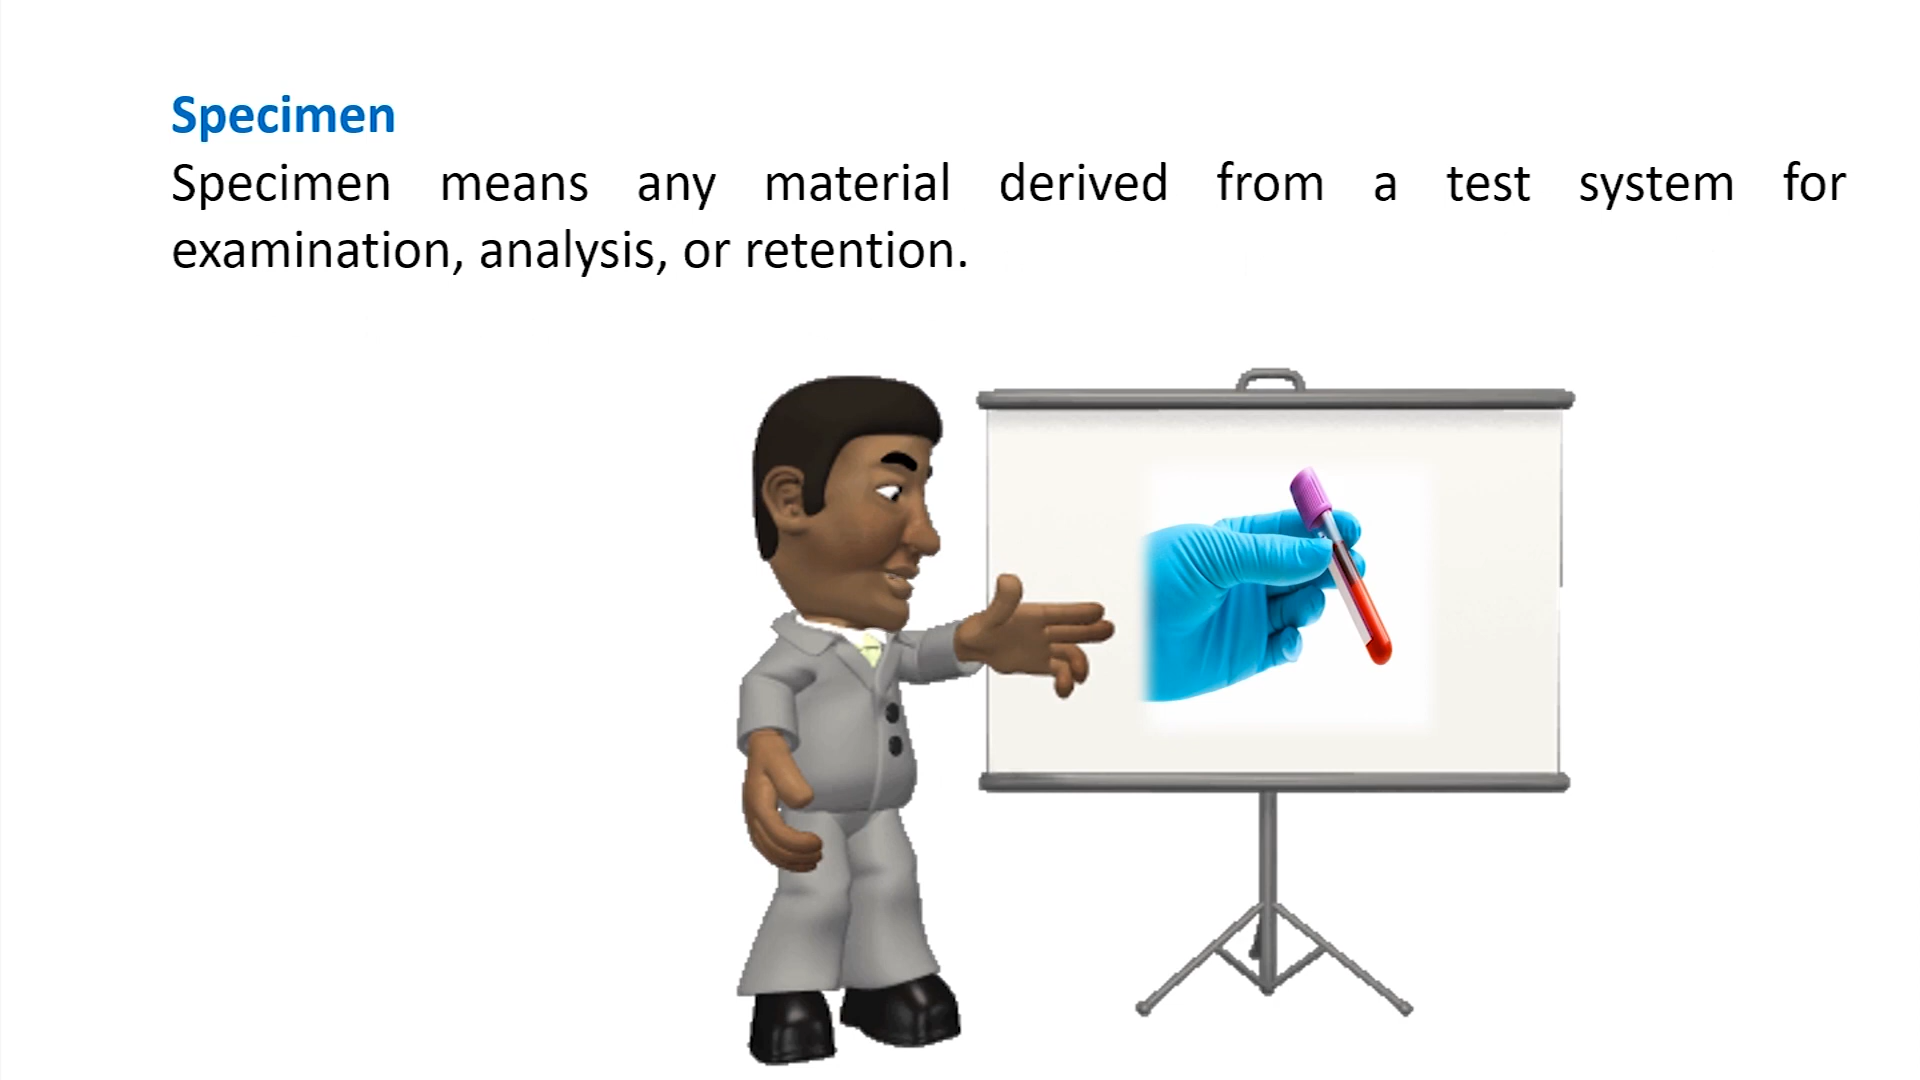 Specimen
Specimen means any material derived from a test system for
examination, analysis, or retention.